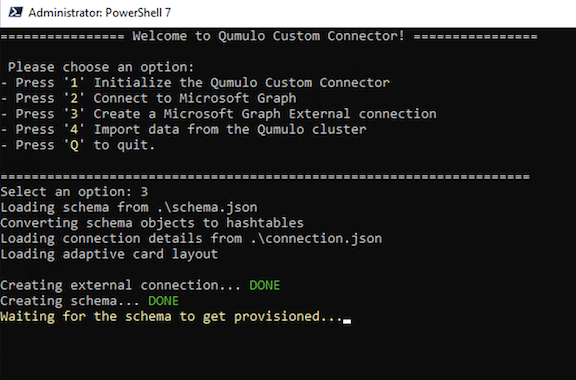 Administrator: PowerShell 7
================ Welcome to Qumulo Custom Connector! ================
Please choose an option:
- Press '1' Initialize the Qumulo Custom Connector
- Press '2' Connect to Microsoft Graph
- Press '3' Create a Microsoft Graph External connection
- Press '4' Import data from the Qumulo cluster
- Press 'Q' to quit.
=====================================================================
Select an option: 3
Loading schema from .\schema.json
Converting schema objects to hashtables
Loading connection details from .\connection.json
Loading adaptive card layout
Creating external connection... DONE
Creating schema... DONE
Waiting for the schema to get provisioned...